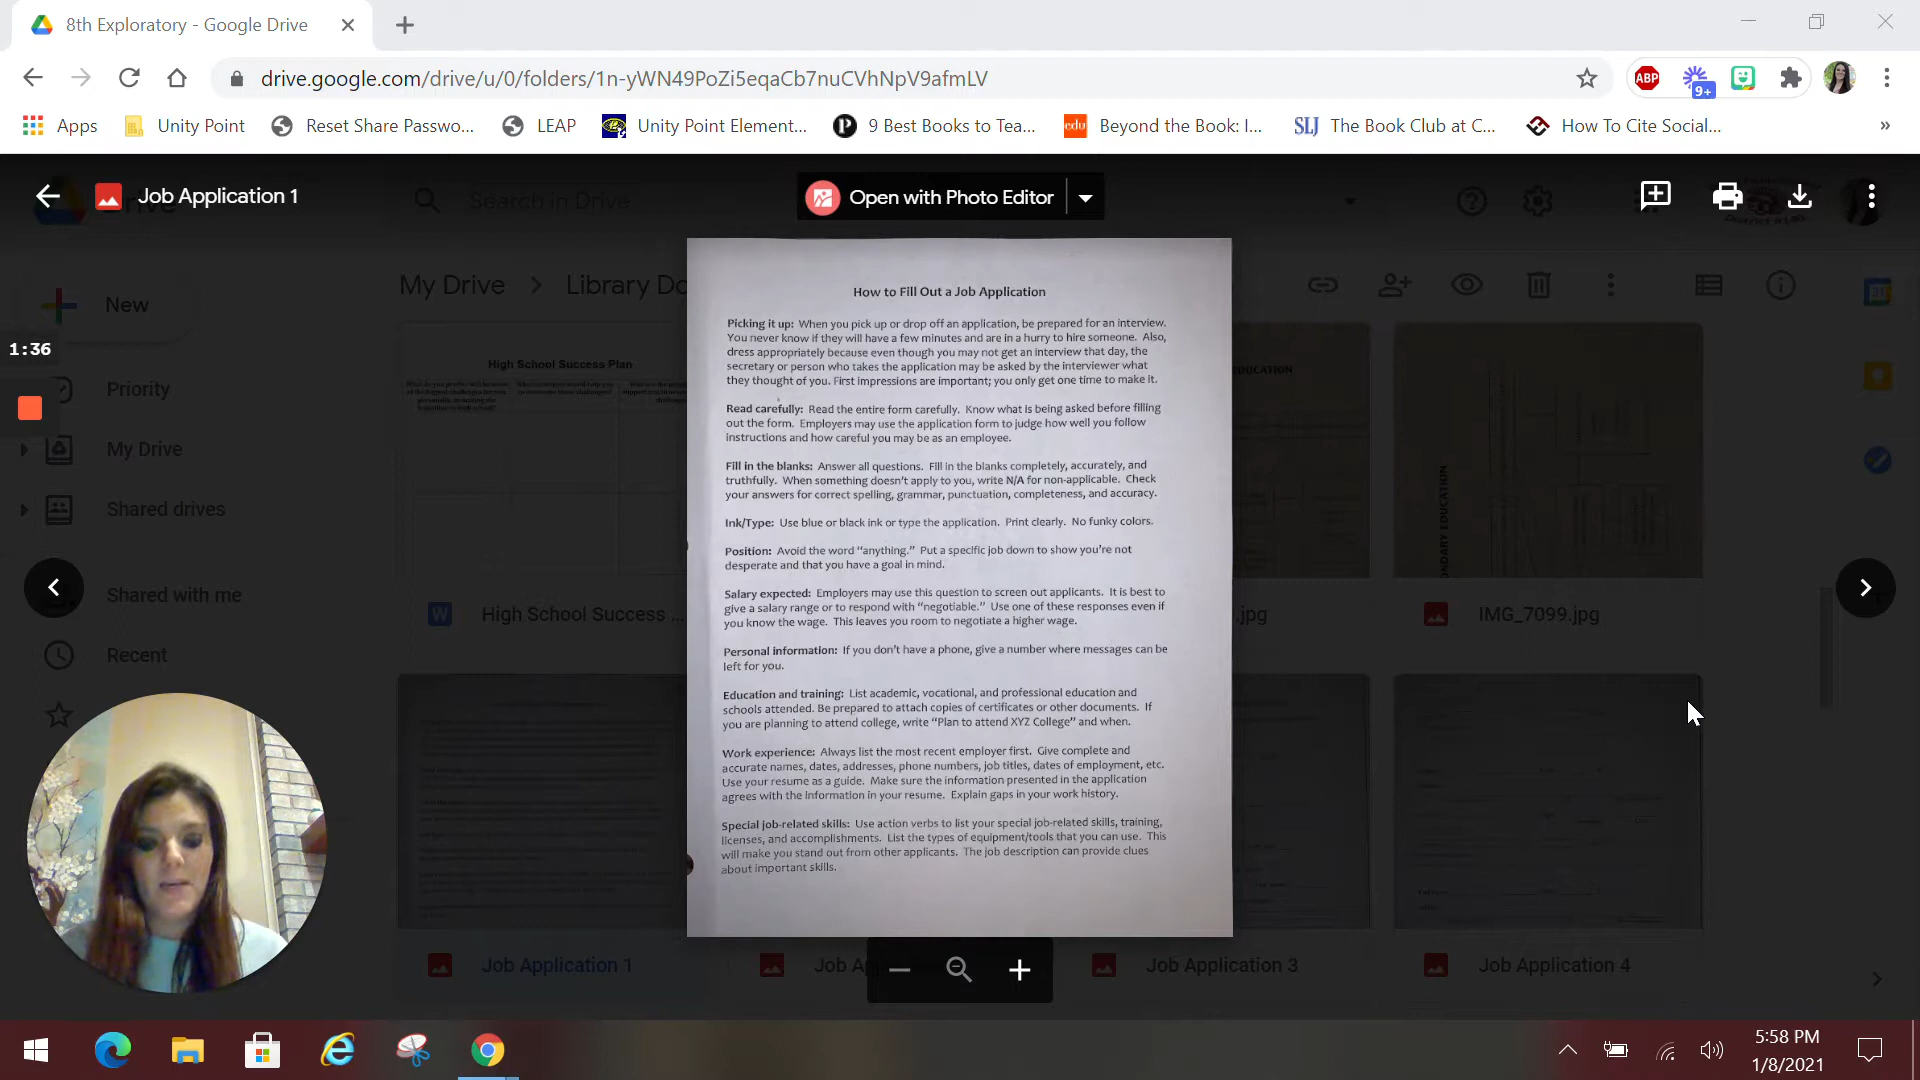 8th Exploratory - Google Drive
drive.google.com/drive/u/0/folders/1n-yWN49PoZi5eqaCb7nuCVhNpV9afmLV
ABP
9+
Apps
Unity Point
Reset Share Passwo...
LEAP
Unity Point Element...
9 Best Books to Tea...
edu
Beyond the Book: I...
SLJ
The Book Club at C...
How To Cite Social...
»
Job Application 1
Drive
Search in Drive
Open with Photo Editor
My Drive > Library Do
New
1:36
Priority
My Drive
Shared drives
Shared with me
Recent
High School Success Plan
High School Success ...
EDUCATION
NDARY EDUCATION
.jpg
IMG_7099.jpg
How to Fill Out a Job Application
Picking it up: When you pick up or drop off an application, be prepared for an interview.
You never know if they will have a few minutes and are in a hurry to hire someone. Also,
dress appropriately because even though you may not get an interview that day, the
secretary or person who takes the application may be asked by the interviewer what
they thought of you. First impressions are important; you only get one time to make it.
Read carefully: Read the entire form carefully. Know what is being asked before filling
out the form. Employers may use the application form to judge how well you follow
instructions and how careful you may be as an employee.
Fill in the blanks: Answer all questions. Fill in the blanks completely, accurately, and
truthfully. When something doesn't apply to you, write N/A for non-applicable. Check
your answers for correct spelling, grammar, punctuation, completeness, and accuracy.
Ink/Type: Use blue or black ink or type the application. Print clearly. No funky colors.
Position: Avoid the word "anything." Put a specific job down to show you're not
desperate and that you have a goal in mind.
Salary expected: Employers may use this question to screen out applicants. It is best to
give a salary range or to respond with "negotiable." Use one of these responses even if
you know the wage. This leaves you room to negotiate a higher wage.
Personal information: If you don't have a phone, give a number where messages can be
left for you.
Education and training: List academic, vocational, and professional education and
schools attended. Be prepared to attach copies of certificates or other documents. If
you are planning to attend college, write "Plan to attend XYZ College" and when.
Work experience: Always list the most recent employer first. Give complete and
accurate names, dates, addresses, phone numbers, job titles, dates of employment, etc.
Use your resume as a guide. Make sure the information presented in the application
agrees with the information in your resume. Explain gaps in your work history.
Special job-related skills: Use action verbs to list your special job-related skills, training,
licenses, and accomplishments. List the types of equipment/tools that you can use. This
will make you stand out from other applicants. The job description can provide clues
about important skills.
Job Application 1
Job Ap
Job Application 3
Job Application 4
5:58 PM
1/8/2021